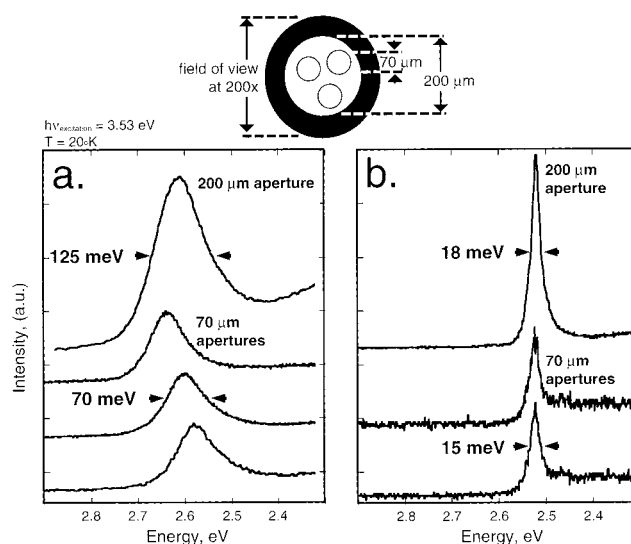 field of view
at 200x
70 µm
200 µm
hνexcitation = 3.53 eV
T = 20◦K
a.
200 µm aperture
125 meV
70 µm
apertures
70 meV
Intensity, (a.u.)
2.8 2.7 2.6 2.5 2.4
Energy, eV
b.
200 µm
aperture
18 meV
70 µm
apertures
15 meV
2.8 2.7 2.6 2.5 2.4
Energy, eV